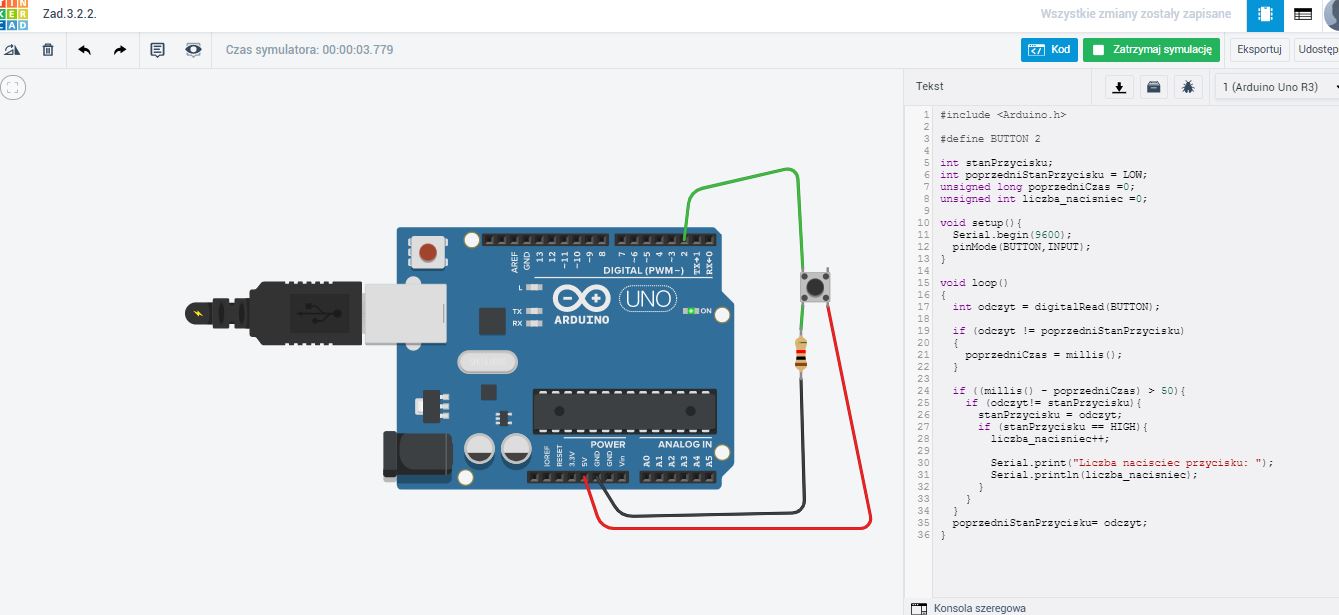 TIN
KER
CAD
Zad.3.2.2.
Wszystkie zmiany zostały zapisane
Czas symulatora: 00:00:03.779
Kod
Zatrzymaj symulację
Eksportuj
Udostęp
Tekst
1 (Arduino Uno R3)
1 #include <Arduino.h>
2
3 #define BUTTON 2
4
5 int stanPrzycisku;
6 int poprzedniStanPrzycisku = LOW;
7 unsigned long poprzedniCzas =0;
8 unsigned int liczba_nacisniec =0;
9
10 void setup(){
11 Serial.begin(9600);
12 pinMode(BUTTON,INPUT);
13 }
14
15 void loop()
16 {
17 int odczyt = digitalRead(BUTTON);
18
19 if (odczyt != poprzedniStanPrzycisku)
20 {
21 poprzedniCzas = millis();
22 }
23
24 if ((millis() - poprzedniCzas) > 50){
25 if (odczyt!= stanPrzycisku){
26 stanPrzycisku = odczyt;
27 if (stanPrzycisku == HIGH){
28 liczba_nacisniec++;
29
30 Serial.print("Liczba nacisciec przycisku: ");
31 Serial.println(liczba_nacisniec);
32 }
33 }
34 }
35 poprzedniStanPrzycisku= odczyt;
36 }
Konsola szeregowa
AREF
GND
13
12
~11
~10
~9
8
7
~6
~5
4
~3
2
TX→1
RX←0
DIGITAL (PWM~)
L
TX
RX
ARDUINO
UNO
ON
POWER
ANALOG IN
IOREF
RESET
3.3V
5V
GND
GND
Vin
A0
A1
A2
A3
A4
A5